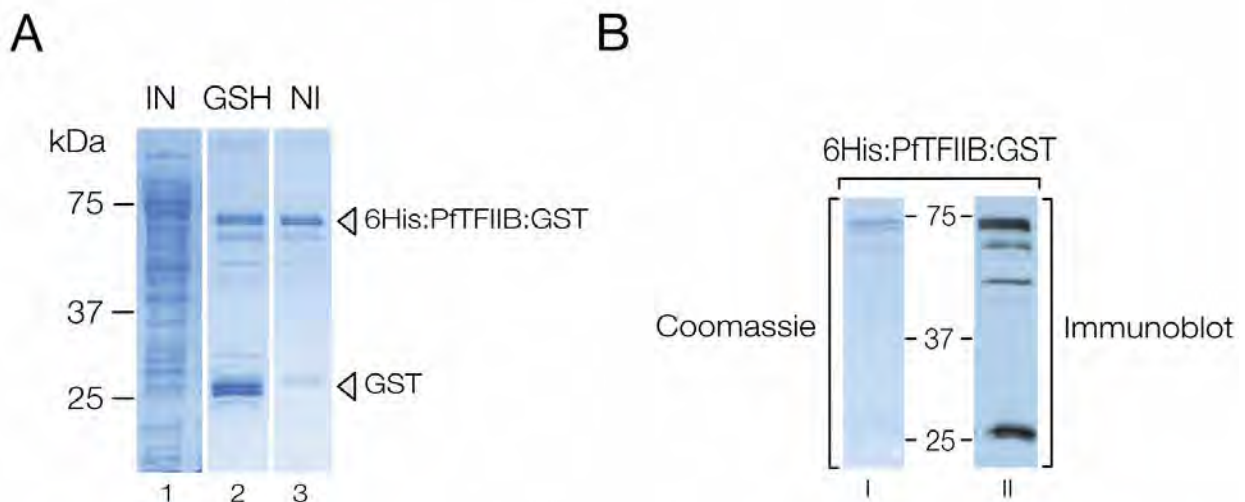 A
B
IN GSH NI
kDa
75
37
25
6His:PfTFIIB:GST
GST
1 2 3
6His:PfTFIIB:GST
Coomassie
75
37
25
Immunoblot
I II